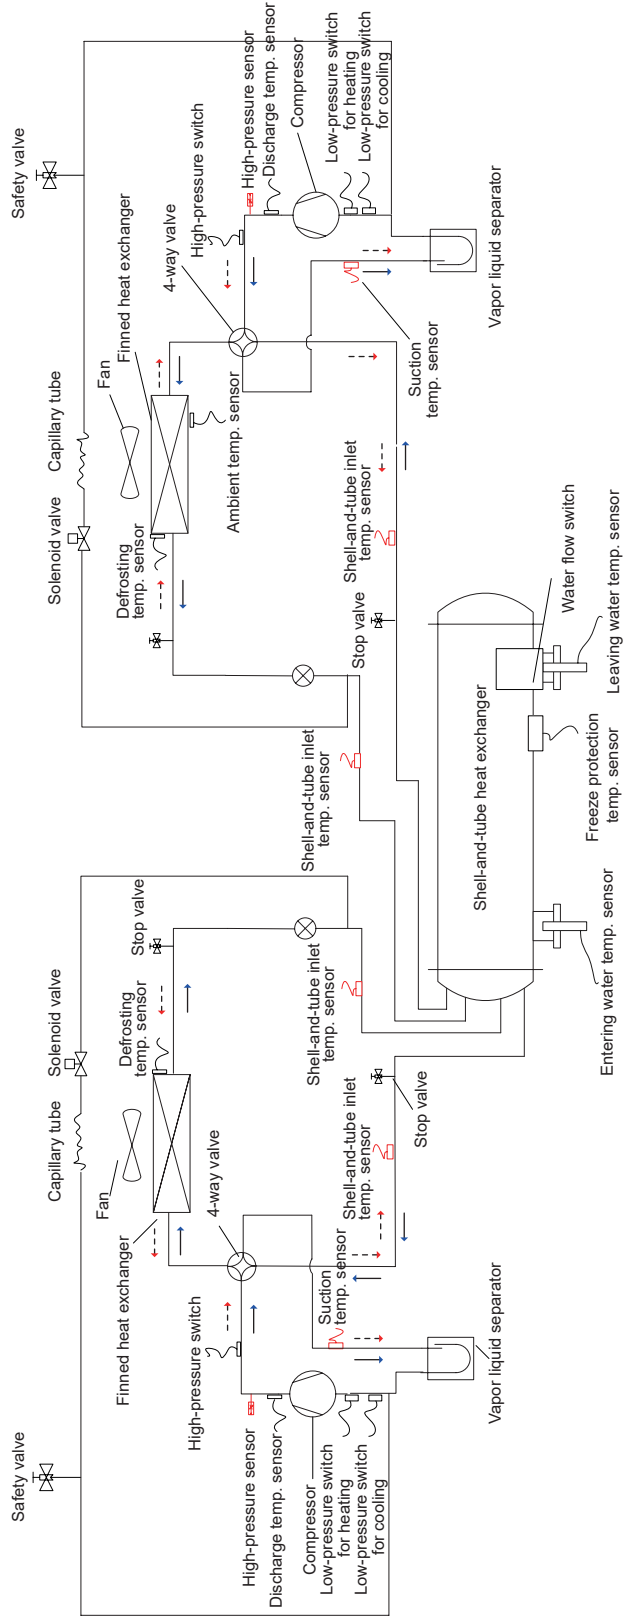 Safety valve
Solenoid valve
Capillary tube
Fan
Finned heat exchanger
4-way valve
High-pressure switch
High-pressure sensor
Discharge temp. sensor
Compressor
Low-pressure switch
for heating
Low-pressure switch
for cooling
Defrosting
temp. sensor
Ambient temp. sensor
Suction
temp. sensor
Vapor liquid separator
Stop valve
Shell-and-tube inlet
temp. sensor
Shell-and-tube inlet
temp. sensor
Shell-and-tube heat exchanger
Water flow switch
Leaving water temp. sensor
Freeze protection
temp. sensor
Entering water temp. sensor
Safety valve
Capillary tube
Solenoid valve
Fan
Finned heat exchanger
Defrosting
temp. sensor
Stop valve
4-way valve
High-pressure switch
High-pressure sensor
Discharge temp. sensor
Compressor
Low-pressure switch
for heating
Low-pressure switch
for cooling
Suction
temp. sensor
Shell-and-tube inlet
temp. sensor
Shell-and-tube inlet
temp. sensor
Stop valve
Vapor liquid separator